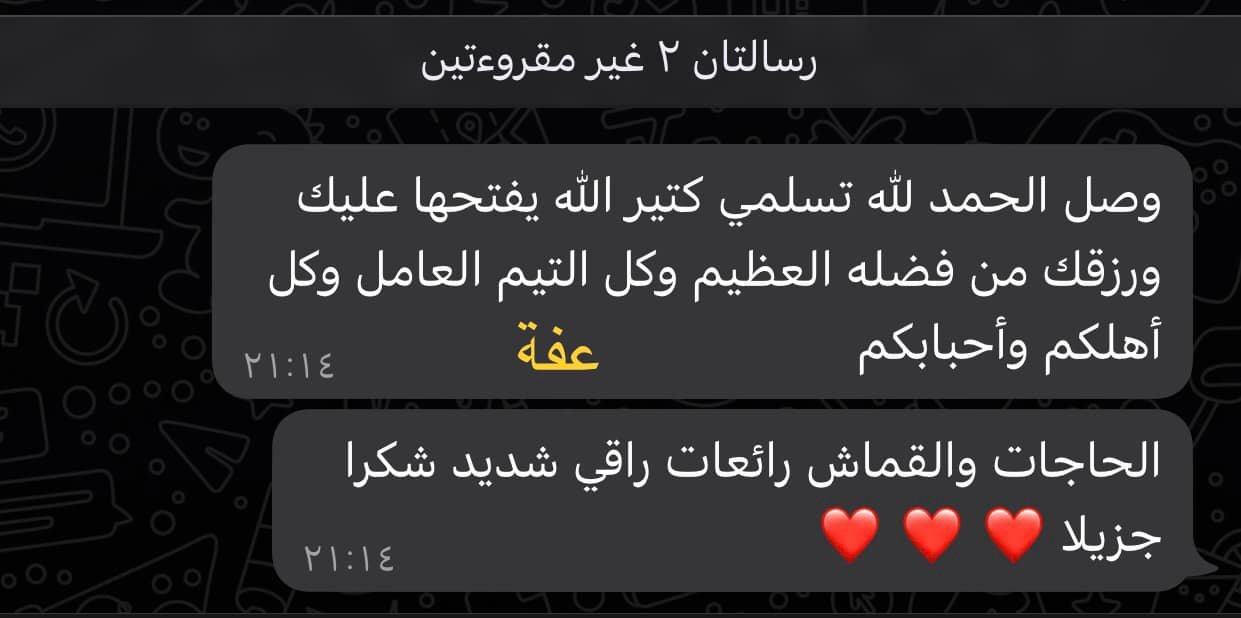 رسالتان ٢ غير مقروءتين
وصل الحمد لله تسلمي كتير الله يفتحها عليك
ورزقك من فضله العظيم وكل التيم العامل وكل
أهلكم وأحبابكم
عفة
٢١:١٤
الحاجات والقماش رائعات راقي شديد شكرا
جزيلا ❤️ ❤️ ❤️
٢١:١٤